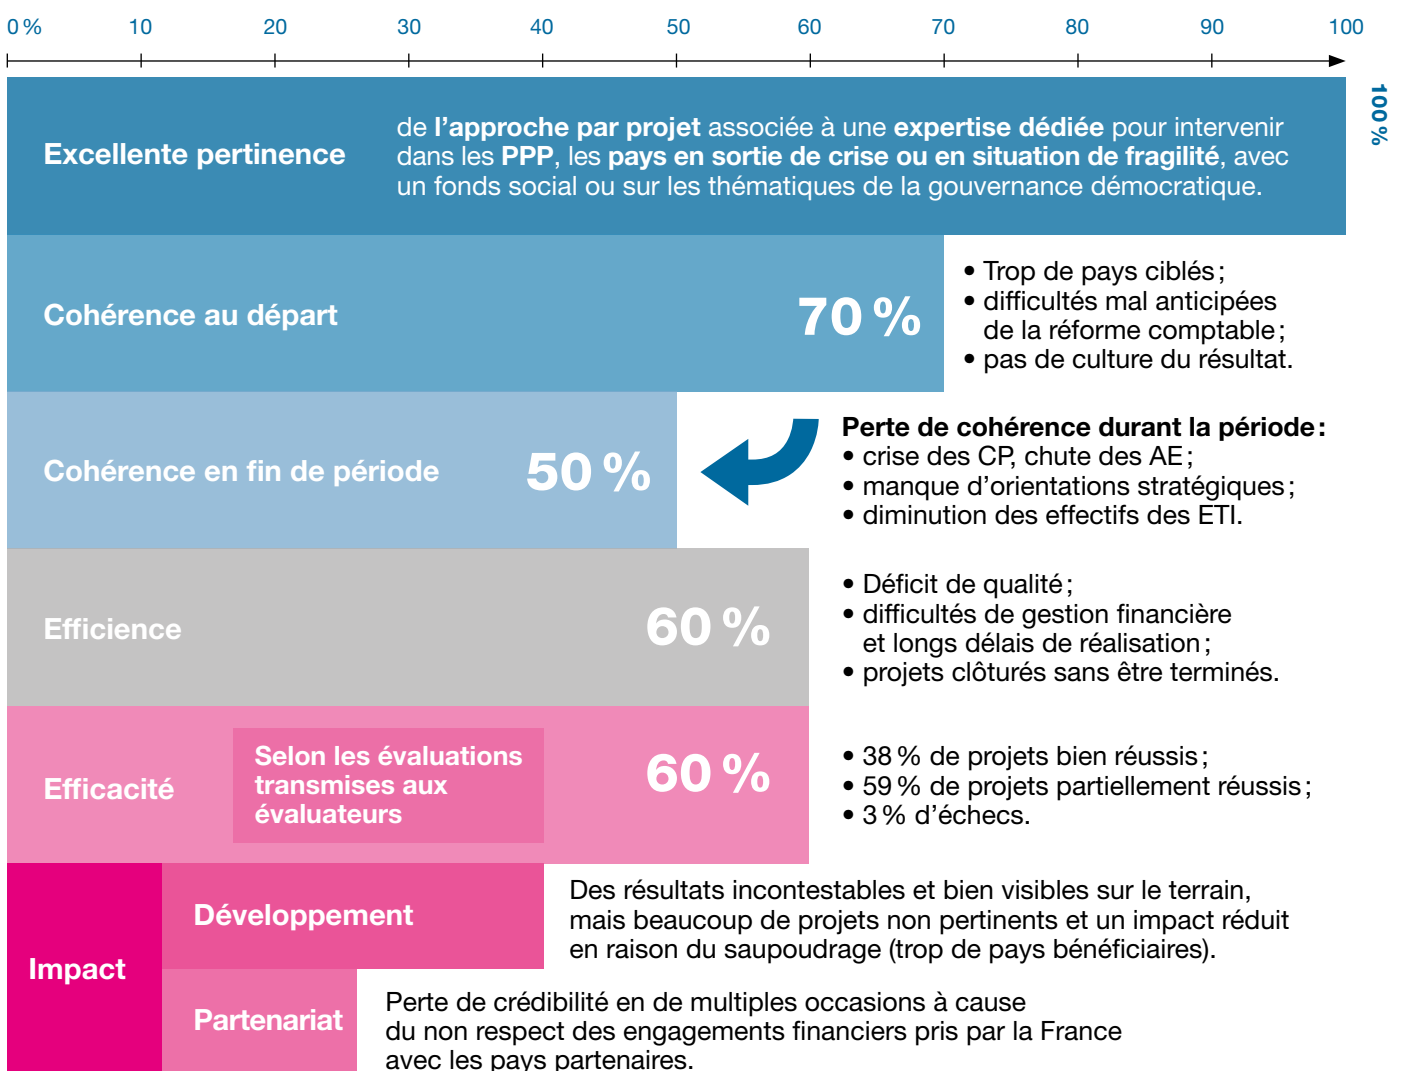 0 % 10 20 30 40 50 60 70 80 90 100
100 %
Excellente pertinence
de l’approche par projet associée à une expertise dédiée pour intervenir
dans les PPP, les pays en sortie de crise ou en situation de fragilité, avec
un fonds social ou sur les thématiques de la gouvernance démocratique.
Cohérence au départ
70 %
• Trop de pays ciblés ;
• difficultés mal anticipées
de la réforme comptable ;
• pas de culture du résultat.
Cohérence en fin de période
50 %
Perte de cohérence durant la période :
• crise des CP, chute des AE ;
• manque d’orientations stratégiques ;
• diminution des effectifs des ETI.
Efficience
60 %
• Déficit de qualité ;
• difficultés de gestion financière
et longs délais de réalisation ;
• projets clôturés sans être terminés.
Efficacité
Selon les évaluations
transmises aux
évaluateurs
60 %
• 38 % de projets bien réussis ;
• 59 % de projets partiellement réussis ;
• 3 % d’échecs.
Impact
Développement
Des résultats incontestables et bien visibles sur le terrain,
mais beaucoup de projets non pertinents et un impact réduit
en raison du saupoudrage (trop de pays bénéficiaires).
Partenariat
Perte de crédibilité en de multiples occasions à cause
du non respect des engagements financiers pris par la France
avec les pays partenaires.